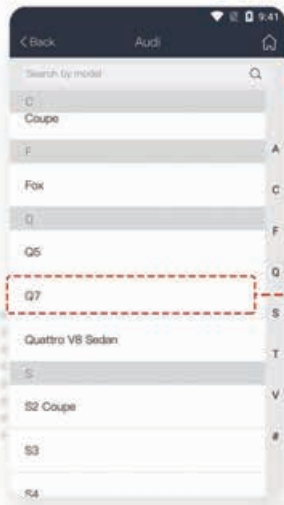 9:41
<Back Audi
Search by model
C
Coupe
F
Fox
Q
Q5
Q7
Quattro V8 Sedan
S
S2 Coupe
S3
S4
A
C
F
Q
S
T
V
#